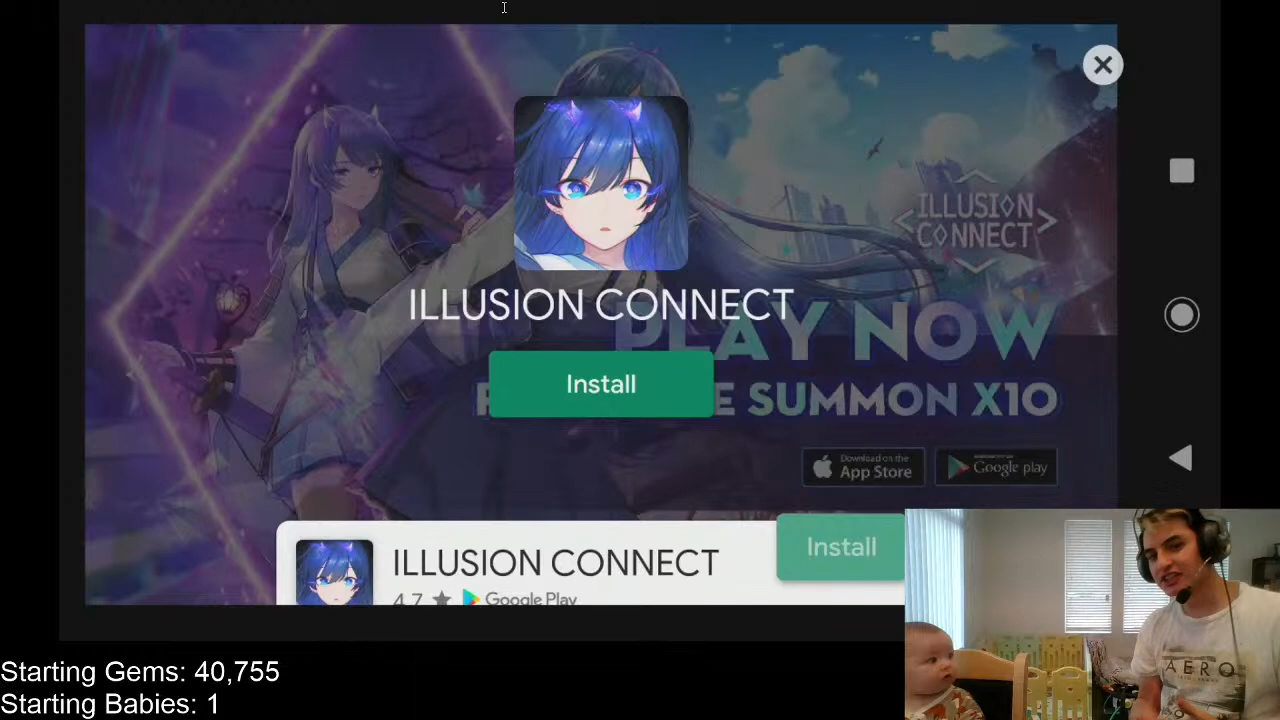 ILLUSION
CONNECT
ILLUSION CONNECT
PLAY NOW
Install
E SUMMON X10
Download on the
App Store
Google play
ILLUSION CONNECT
Install
4.7 ★ Google Play
Starting Gems: 40,755
Starting Babies: 1
AERO